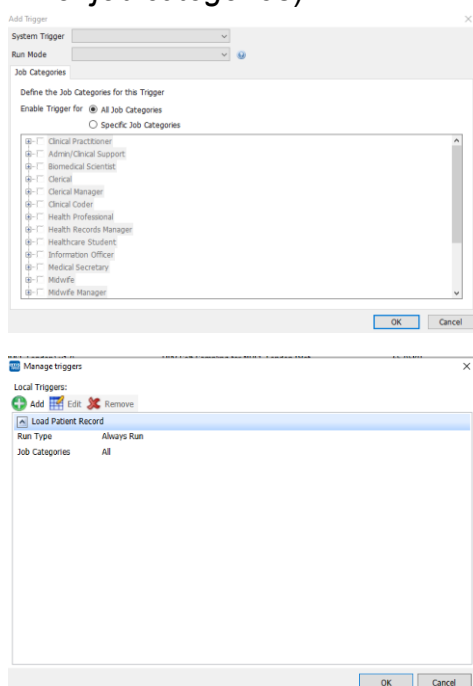 Add Trigger
System Trigger
Run Mode
Job Categories
Define the Job Categories for this Trigger
Enable Trigger for All Job Categories
Specific Job Categories
Clinical Practitioner
Admin/Clinical Support
Biomedical Scientist
Clerical
Clerical Manager
Clinical Coder
Health Professional
Health Records Manager
Healthcare Student
Information Officer
Medical Secretary
Midwife
Midwife Manager
OK Cancel
Manage triggers
Local Triggers:
Add Edit Remove
Load Patient Record
Run Type Always Run
Job Categories All
OK Cancel